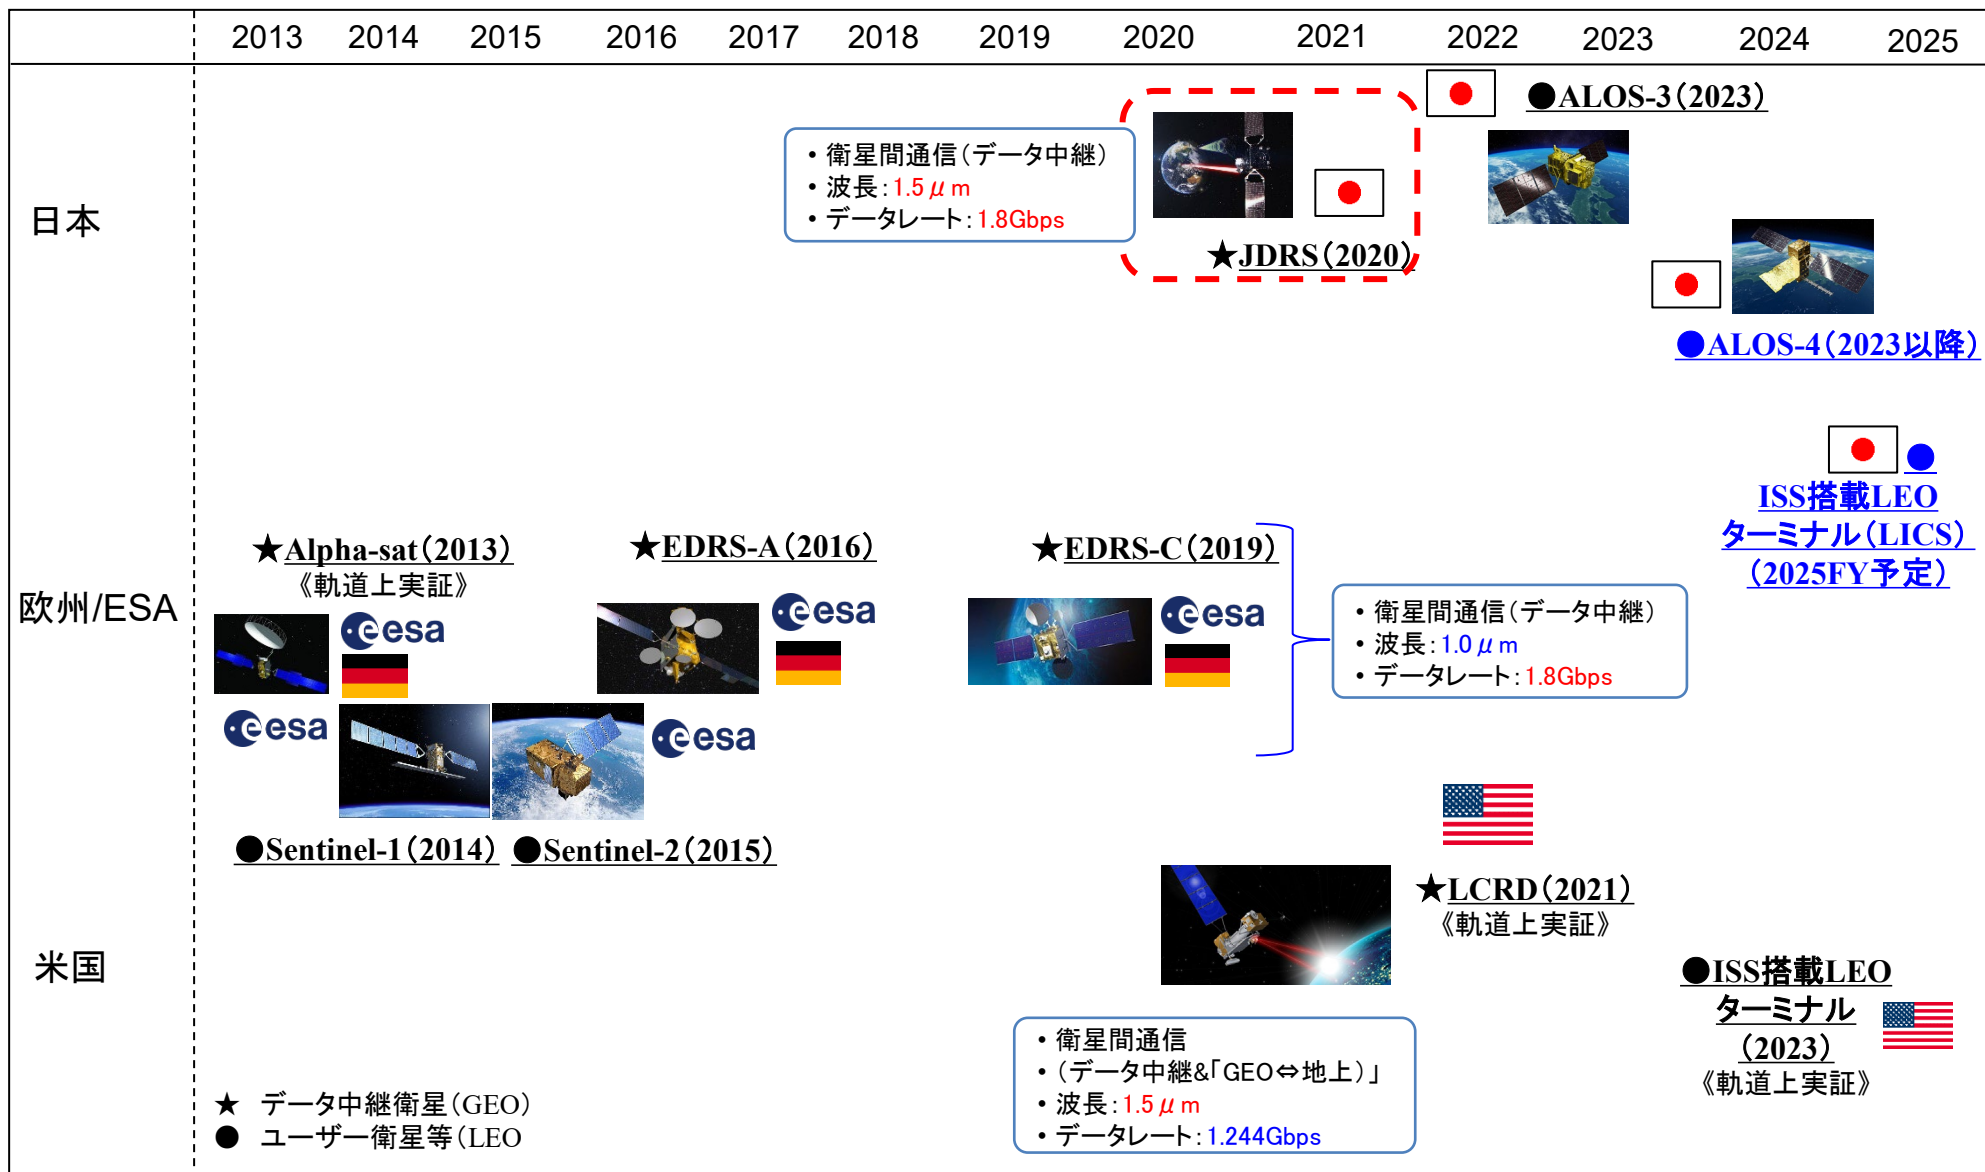 2013 2014 2015 2016 2017 2018 2019 2020 2021 2022 2023 2024 2025
日本
・衛星間通信（データ中継）
・波長：1.5μm
・データレート：1.8Gbps
★JDRS（2020）
●ALOS-3（2023）
●ALOS-4（2023以降）
●
ISS搭載LEO
ターミナル（LICS）
（2025FY予定）
欧州/ESA
★Alpha-sat（2013）
《軌道上実証》
esa
★EDRS-A（2016）
esa
★EDRS-C（2019）
esa
・衛星間通信（データ中継）
・波長：1.0μm
・データレート：1.8Gbps
esa
esa
●Sentinel-1（2014）
●Sentinel-2（2015）
米国
★LCRD（2021）
《軌道上実証》
・衛星間通信
・（データ中継&「GEO⇔地上）」
・波長：1.5μm
・データレート：1.244Gbps
●ISS搭載LEO
ターミナル
（2023）
《軌道上実証》
★ データ中継衛星（GEO）
● ユーザー衛星等（LEO